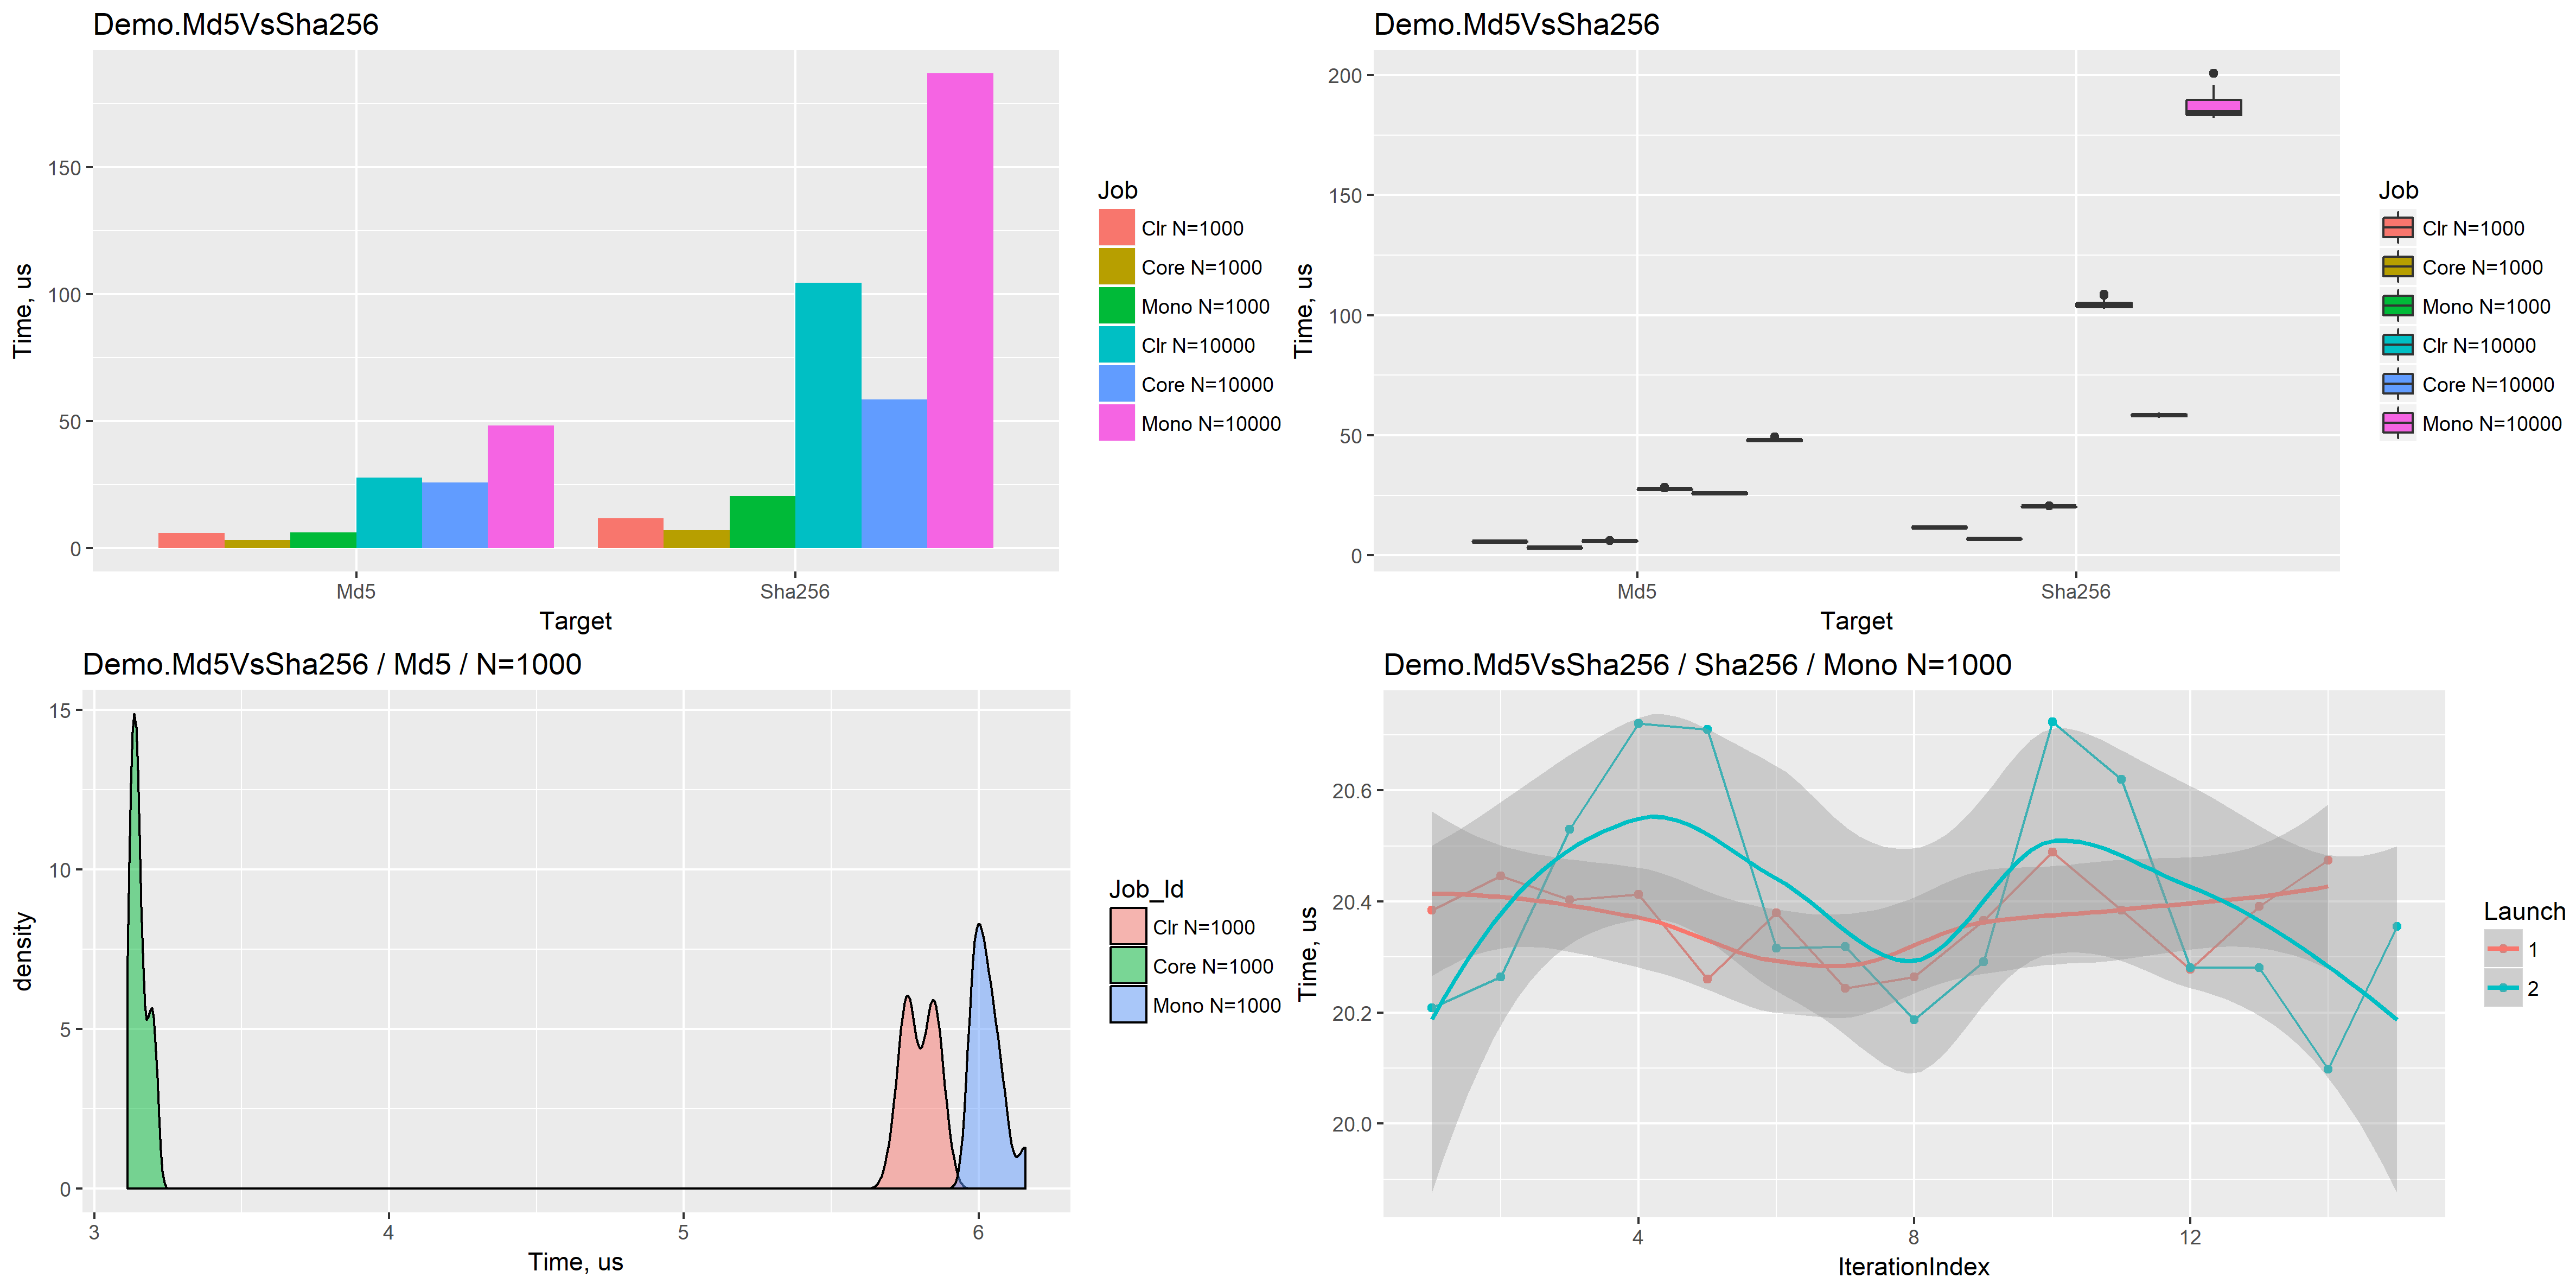 Demo.Md5VsSha256
Time, us
150
100
50
0
Md5
Sha256
Target
Job
Clr N=1000
Core N=1000
Mono N=1000
Clr N=10000
Core N=10000
Mono N=10000
Demo.Md5VsSha256
Time, us
200
150
100
50
0
Md5
Sha256
Target
Job
Clr N=1000
Core N=1000
Mono N=1000
Clr N=10000
Core N=10000
Mono N=10000
Demo.Md5VsSha256 / Md5 / N=1000
density
15
10
5
0
3
4
5
6
Time, us
Job_Id
Clr N=1000
Core N=1000
Mono N=1000
Demo.Md5VsSha256 / Sha256 / Mono N=1000
Time, us
20.6
20.4
20.2
20.0
4
8
12
IterationIndex
Launch
1
2